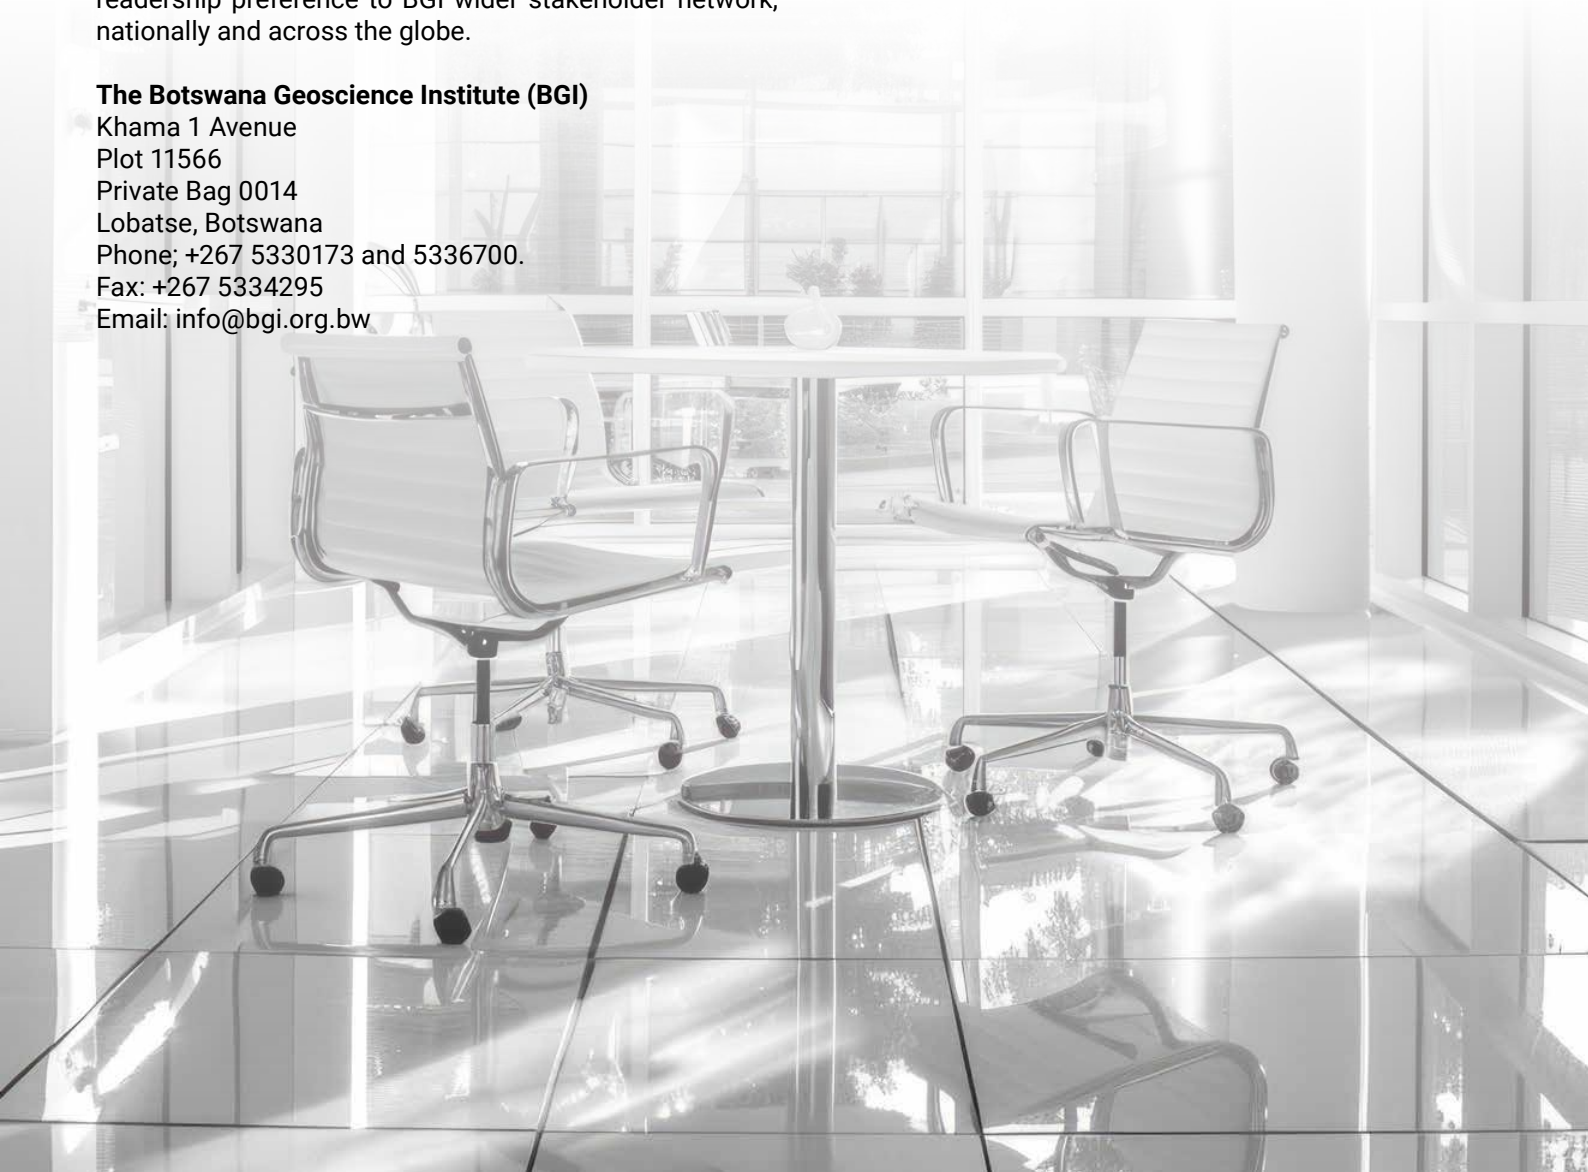 readership preference to BGI wider stakeholder network,
nationally and across the globe.
The Botswana Geoscience Institute (BGI)
Khama 1 Avenue
Plot 11566
Private Bag 0014
Lobatse, Botswana
Phone; +267 5330173 and 5336700.
Fax: +267 5334295
Email: info@bgi.org.bw